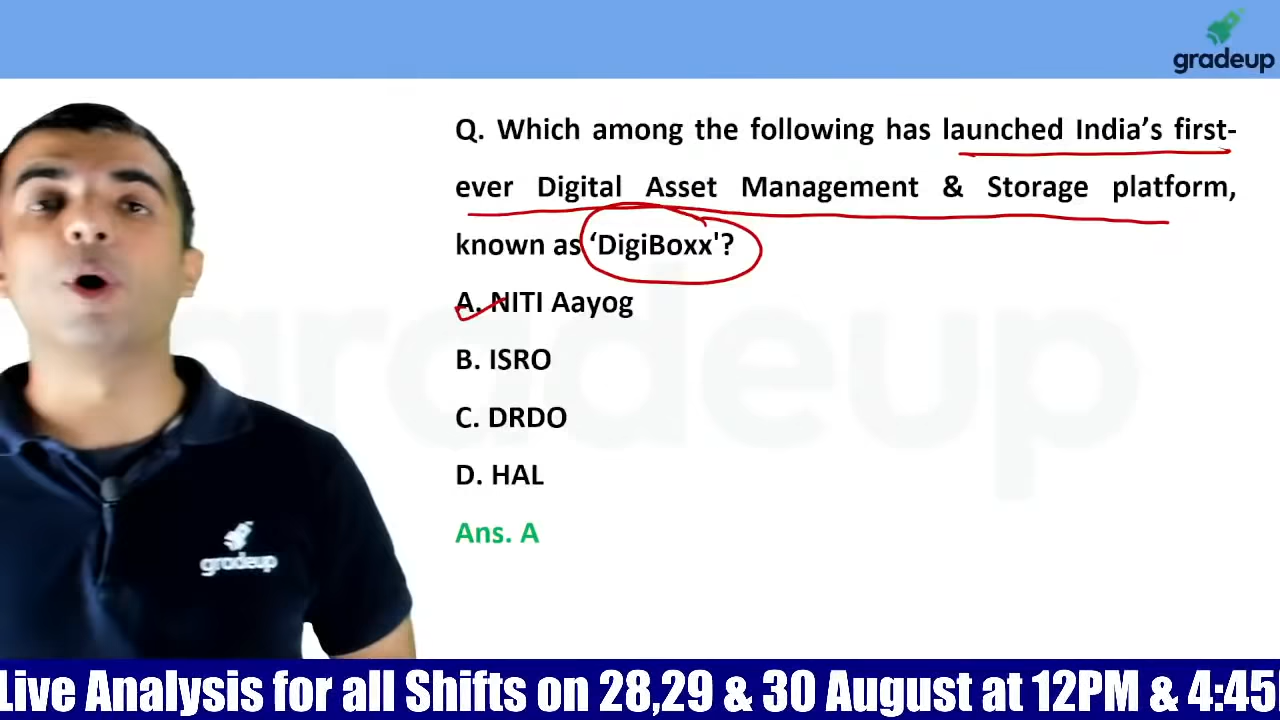 gradeup
Q. Which among the following has launched India’s first-
ever Digital Asset Management & Storage platform,
known as ‘DigiBoxx'?
A. NITI Aayog
B. ISRO
C. DRDO
D. HAL
Ans. A
gradeup
gradeup
Live Analysis for all Shifts on 28,29 & 30 August at 12PM & 4:45